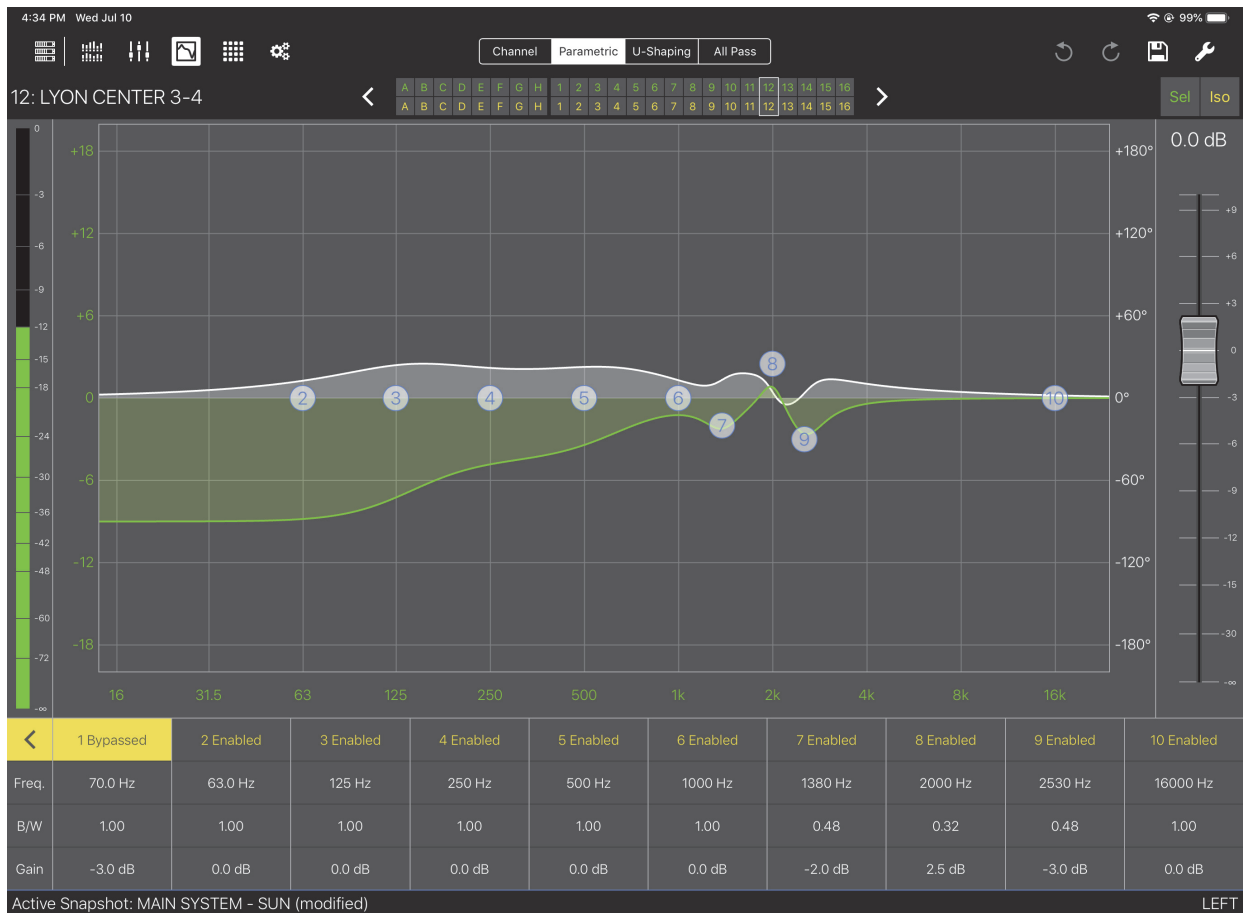 4:34 PM Wed Jul 10 99%
Channel Parametric U-Shaping All Pass
12: LYON CENTER 3-4
A B C D E F G H 1 2 3 4 5 6 7 8 9 10 11 12 13 14 15 16
A B C D E F G H 1 2 3 4 5 6 7 8 9 10 11 12 13 14 15 16
Sel Iso
0
-3
-6
-9
-12
-15
-18
-24
-30
-36
-42
-48
-60
-72
-∞
+18
+12
+6
0
-6
-12
-18
2 3 4 5 6 7 8 9 10
+180°
+120°
+60°
0°
-60°
-120°
-180°
16 31.5 63 125 250 500 1k 2k 4k 8k 16k
0.0 dB
+9
+6
+3
0
-3
-6
-9
-12
-15
-30
-∞
1 Bypassed 2 Enabled 3 Enabled 4 Enabled 5 Enabled 6 Enabled 7 Enabled 8 Enabled 9 Enabled 10 Enabled
Freq. 70.0 Hz 63.0 Hz 125 Hz 250 Hz 500 Hz 1000 Hz 1380 Hz 2000 Hz 2530 Hz 16000 Hz
B/W 1.00 1.00 1.00 1.00 1.00 1.00 0.48 0.32 0.48 1.00
Gain -3.0 dB 0.0 dB 0.0 dB 0.0 dB 0.0 dB 0.0 dB -2.0 dB 2.5 dB -3.0 dB 0.0 dB
Active Snapshot: MAIN SYSTEM - SUN (modified) LEFT